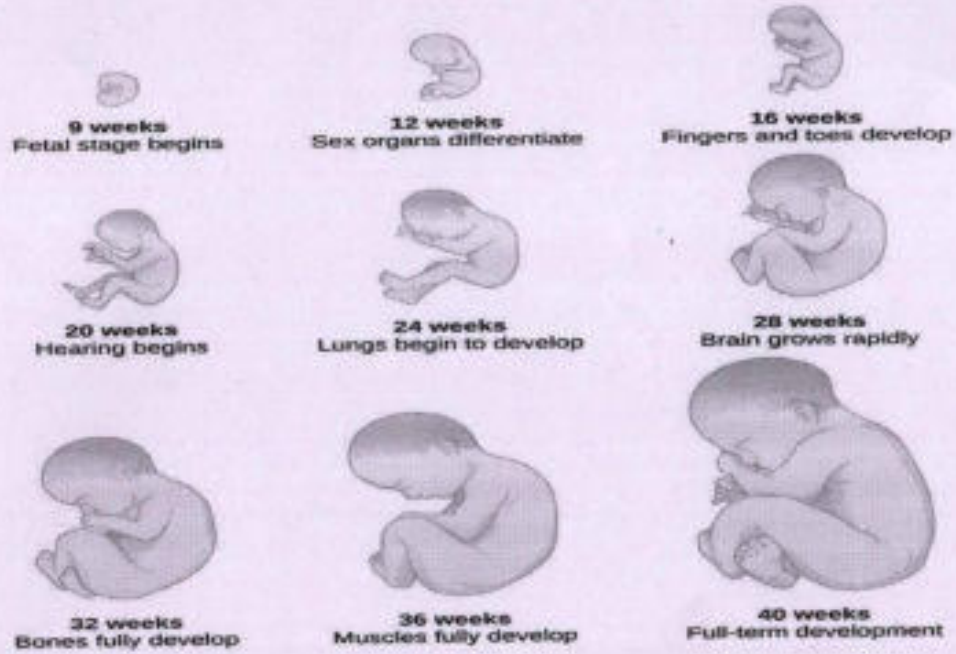 9 weeks
Fetal stage begins
12 weeks
Sex organs differentiate
16 weeks
Fingers and toes develop
20 weeks
Hearing begins
24 weeks
Lungs begin to develop
28 weeks
Brain grows rapidly
32 weeks
Bones fully develop
36 weeks
Muscles fully develop
40 weeks
Full-term development